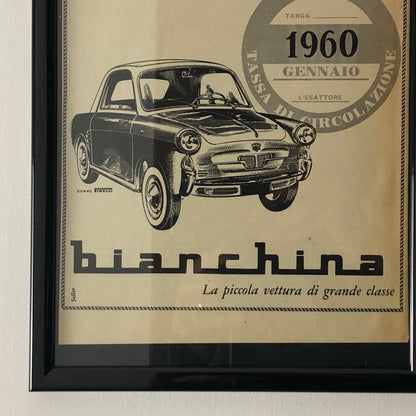 TARGA
1960
GENNAIO
L'ESATTORE
TASSA DI CIRCOLAZIONE
GOMME PIRELLI
bianchina
La piccola vettura di grande classe